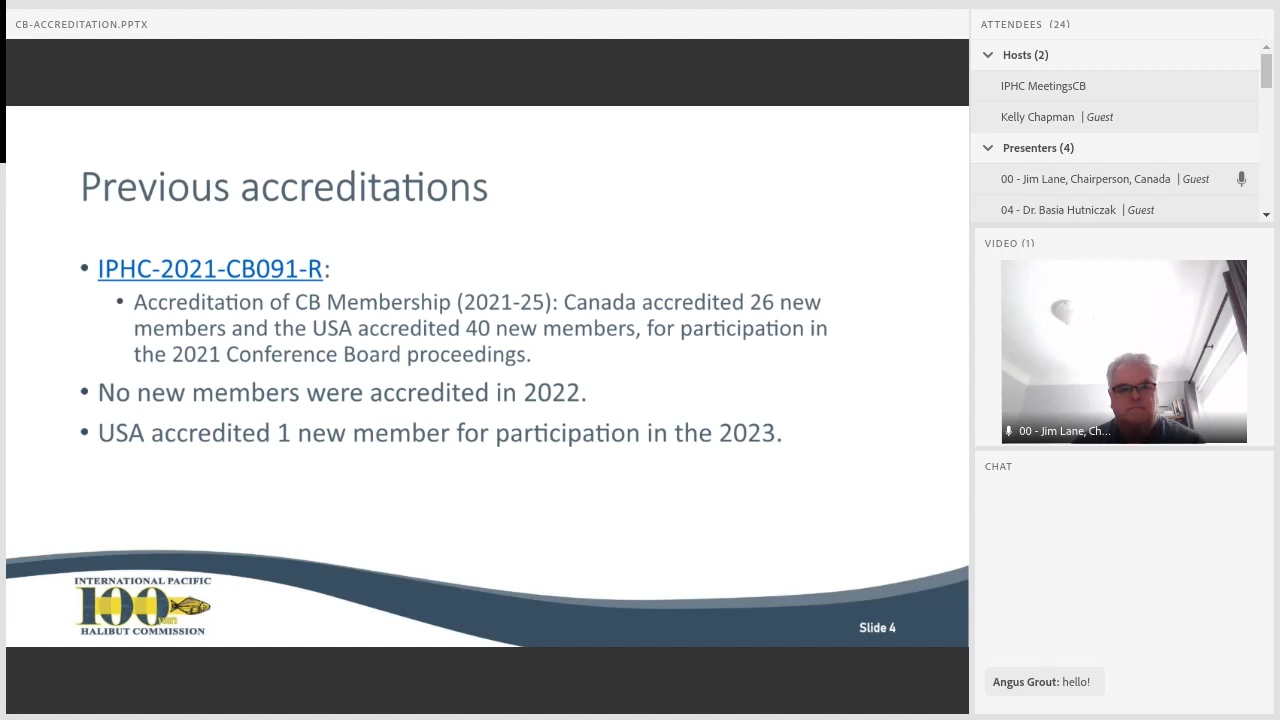 CB-ACCREDITATION.PPTX
Previous accreditations
• IPHC-2021-CB091-R:
• Accreditation of CB Membership (2021-25): Canada accredited 26 new
members and the USA accredited 40 new members, for participation in
the 2021 Conference Board proceedings.
• No new members were accredited in 2022.
• USA accredited 1 new member for participation in the 2023.
INTERNATIONAL PACIFIC
100
years
HALIBUT COMMISSION
Slide 4
ATTENDEES (24)
Hosts (2)
IPHC MeetingsCB
Kelly Chapman | Guest
Presenters (4)
00 - Jim Lane, Chairperson, Canada | Guest
04 - Dr. Basia Hutniczak | Guest
VIDEO (1)
00 - Jim Lane, Ch...
CHAT
Angus Grout: hello!